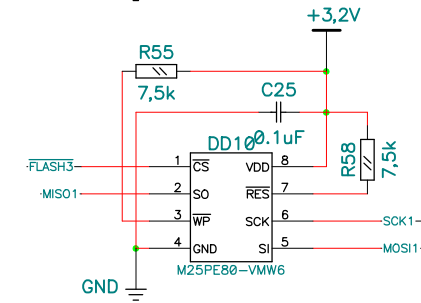 +3,2V
R55
7,5k
C25
0.1uF
DD10
R58
7,5k
FLASH3
1
CS
VDD
8
MISO1
2
SO
RES
7
3
WP
SCK
6
SCK1
4
GND
SI
5
MOSI1
M25PE80-VMW6
GND